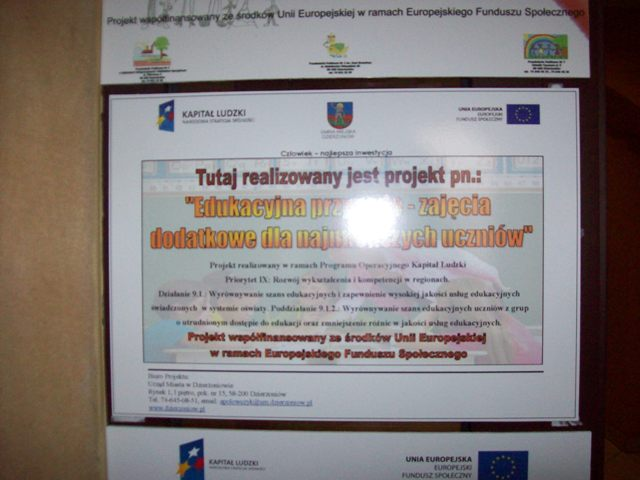 Projekt współfinansowany ze środków Unii Europejskiej w ramach Europejskiego Funduszu Społecznego
KAPITAŁ LUDZKI
NARODOWA STRATEGIA SPÓJNOŚCI
GMINA MIEJSKA
DZIERŻONIÓW
UNIA EUROPEJSKA
EUROPEJSKI
FUNDUSZ SPOŁECZNY
Człowiek – najlepsza inwestycja
Tutaj realizowany jest projekt pn.:
"Edukacyjna - zajęcia
dodatkowe dla uczniów"
Projekt realizowany w ramach Programu Operacyjnego Kapitał Ludzki
Priorytet IX: Rozwój wykształcenia i kompetencji w regionach.
Działanie 9.1.: Wyrównywanie szans edukacyjnych i zapewnienie wysokiej jakości usług edukacyjnych
świadczonych w systemie oświaty. Poddziałanie 9.1.2.: Wyrównywanie szans edukacyjnych uczniów z grup
o utrudnionym dostępie do edukacji oraz zmniejszenie różnic w jakości usług edukacyjnych.
Projekt współfinansowany ze środków Unii Europejskiej
w ramach Europejskiego Funduszu Społecznego
Biuro Projektu:
Urząd Miasta w Dzierżoniowie
Rynek 1, I piętro, pok. nr 15, 58-200 Dzierżoniów
Tel. 74-645-08-51, email:
www.dzierzoniow.pl
KAPITAŁ LUDZKI
NARODOWA STRATEGIA SPÓJNOŚCI
UNIA EUROPEJSKA
EUROPEJSKI
FUNDUSZ SPOŁECZNY